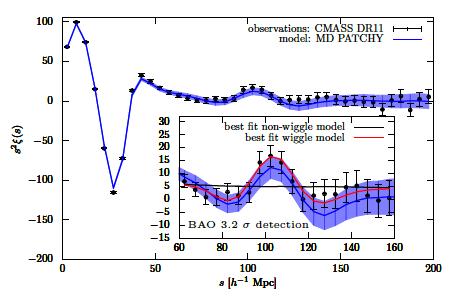 observations: CMASS DR11
model: MD PATCHY
100
50
0
−50
−100
−150
−200
s²ξ(s)
30
25
20
15
10
5
0
−5
−10
−15
best fit non-wiggle model
best fit wiggle model
BAO 3.2 σ detection
60 80 100 120 140 160
0 50 100 150 200
s [h⁻¹ Mpc]